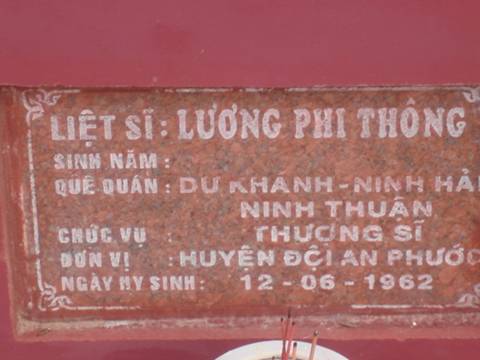 LIỆT SĨ: LƯƠNG PHI THÔNG
SINH NĂM :
QUÊ QUÁN : DƯ KHÁNH-NINH HẢI
NINH THUẬN
CHỨC VỤ : THƯỢNG SĨ
ĐƠN VỊ : HUYỆN ĐỘI AN PHƯỚC
NGÀY HY SINH: 12 - 06 - 1962